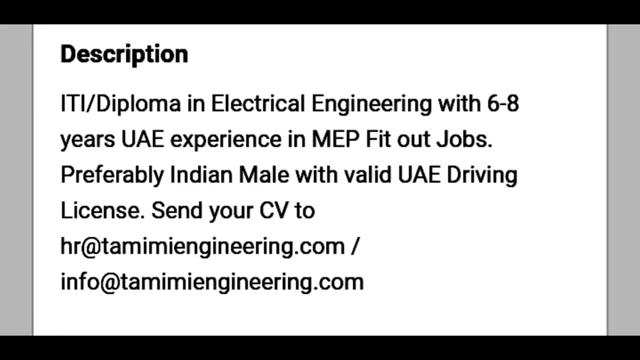 Description
ITI/Diploma in Electrical Engineering with 6-8
years UAE experience in MEP Fit out Jobs.
Preferably Indian Male with valid UAE Driving
License. Send your CV to
hr@tamimiengineering.com /
info@tamimiengineering.com